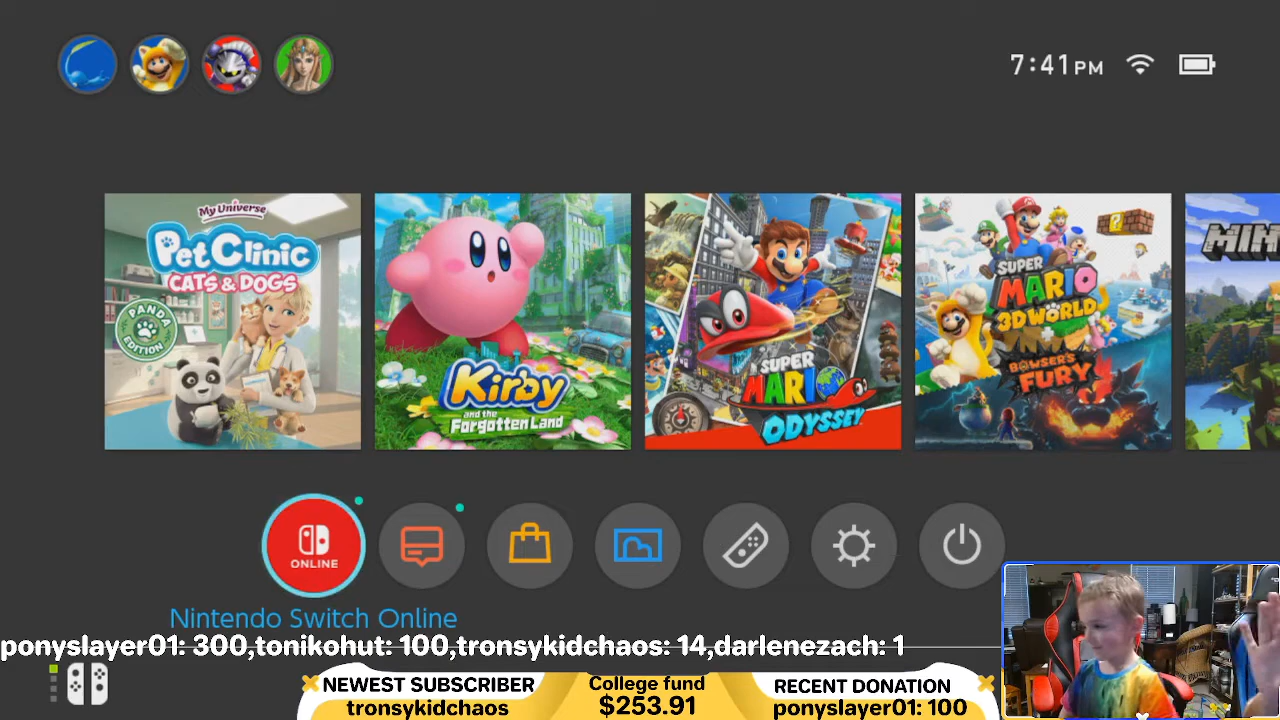 7:41PM
My Universe
PetClinic
CATS & DOGS
PANDA
EDITION
Kirby
and the
Forgotten Land
SUPER
MARIO
ODYSSEY
SUPER
MARIO
3D WORLD
BOWSER'S
FURY
MIN
ONLINE
Nintendo Switch Online
ponyslayer01: 300,tonikohut: 100,tronsykidchaos: 14,darlenezach: 1
NEWEST SUBSCRIBER
tronsykidchaos
College fund
$253.91
RECENT DONATION
ponyslayer01: 100